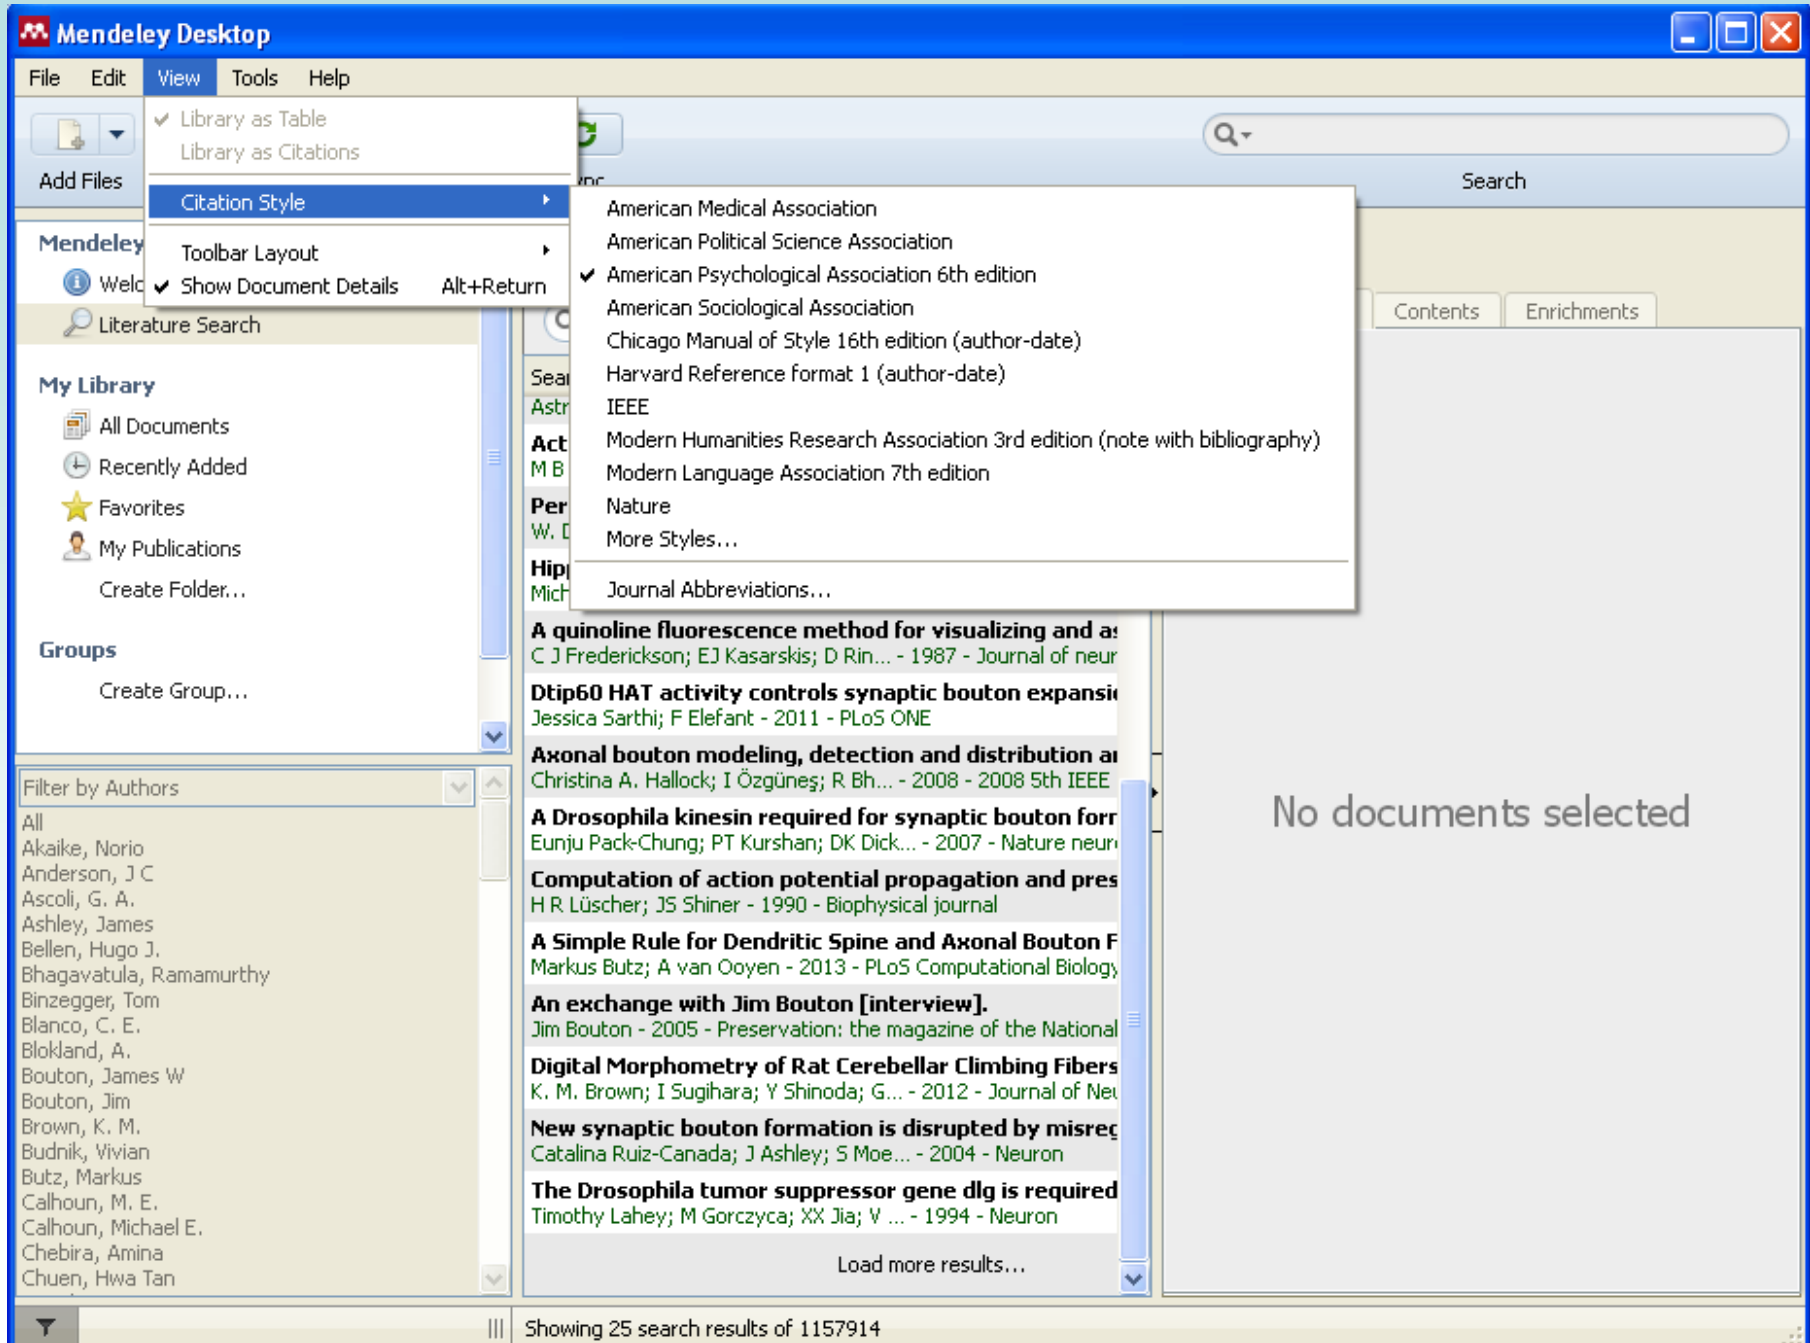 Mendeley Desktop
File Edit View Tools Help
Library as Table
Library as Citations
Citation Style
Toolbar Layout
Show Document Details Alt+Return
American Medical Association
American Political Science Association
American Psychological Association 6th edition
American Sociological Association
Chicago Manual of Style 16th edition (author-date)
Harvard Reference format 1 (author-date)
IEEE
Modern Humanities Research Association 3rd edition (note with bibliography)
Modern Language Association 7th edition
Nature
More Styles...
Journal Abbreviations...
Add Files
Search
Mendeley
Literature Search
My Library
All Documents
Recently Added
Favorites
My Publications
Create Folder...
Groups
Create Group...
Filter by Authors
All
Akaike, Norio
Anderson, J C
Ascoli, G. A.
Ashley, James
Bellen, Hugo J.
Bhagavatula, Ramamurthy
Binzegger, Tom
Blanco, C. E.
Blokland, A.
Bouton, James W
Bouton, Jim
Brown, K. M.
Budnik, Vivian
Butz, Markus
Calhoun, M. E.
Calhoun, Michael E.
Chebira, Amina
Chuen, Hwa Tan
M B
W.
A quinoline fluorescence method for visualizing and
C J Frederickson; EJ Kasarskis; D Rin... - 1987 - Journal of neur
Dtip60 HAT activity controls synaptic bouton expansi
Jessica Sarthi; F Elefant - 2011 - PLoS ONE
Axonal bouton modeling, detection and distribution
Christina A. Hallock; I Özgüneş; R Bh... - 2008 - 2008 5th IEEE
A Drosophila kinesin required for synaptic bouton
Eunju Pack-Chung; PT Kurshan; DK Dick... - 2007 - Nature neur
Computation of action potential propagation and pres
H R Lüscher; JS Shiner - 1990 - Biophysical journal
A Simple Rule for Dendritic Spine and Axonal Bouton F
Markus Butz; A van Ooyen - 2013 - PLoS Computational Biology
An exchange with Jim Bouton [interview].
Jim Bouton - 2005 - Preservation: the magazine of the National
Digital Morphometry of Rat Cerebellar Climbing Fibers
K. M. Brown; I Sugihara; Y Shinoda; G... - 2012 - Journal of
New synaptic bouton formation is disrupted by misreg
Catalina Ruiz-Canada; J Ashley; S Moe... - 2004 - Neuron
The Drosophila tumor suppressor gene dlg is required
Timothy Lahey; M Gorczyca; XX Jia; V ... - 1994 - Neuron
Load more results...
Contents Enrichments
No documents selected
Showing 25 search results of 1157914